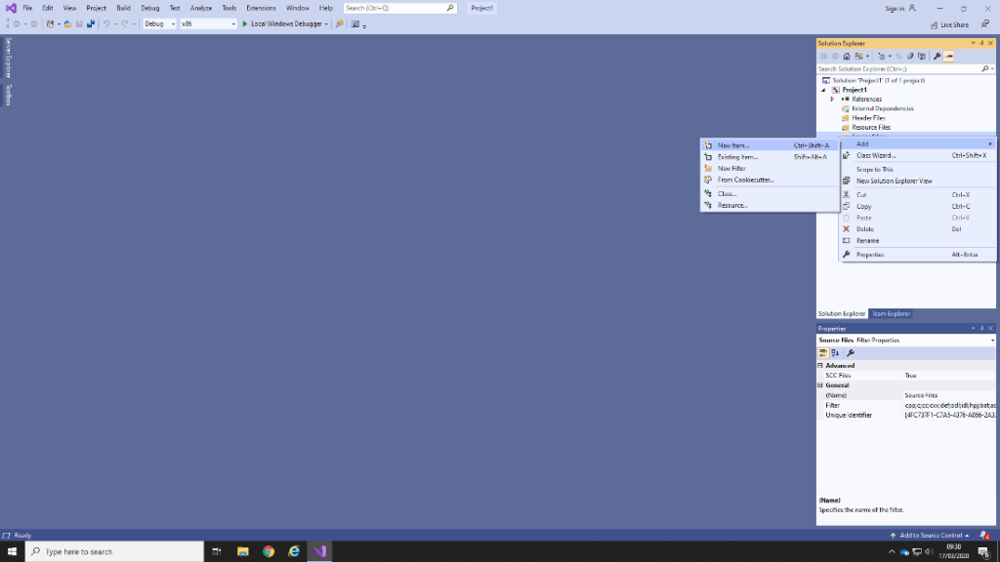 File Edit View Project Build Debug Test Analyze Tools Extensions Window Help Search (Ctrl+Q) Project1 Sign in
Debug x86 Local Windows Debugger Live Share
Server Explorer
Toolbox
Solution Explorer
Search Solution Explorer (Ctrl+;)
Solution 'Project1' (1 of 1 project)
Project1
References
External Dependencies
Header Files
Resource Files
New Item... Ctrl+Shift+A
Existing Item... Shift+Alt+A
New Filter
From Cookiecutter...
Class...
Resource...
Add
Class Wizard... Ctrl+Shift+X
Scope to This
New Solution Explorer View
Cut Ctrl+X
Copy Ctrl+C
Paste Ctrl+V
Delete Del
Rename
Properties Alt+Enter
Solution Explorer Team Explorer
Properties
Source Files Filter Properties
Advanced
SCC Files True
General
(Name) Source Files
Filter cpp;c;cc;cxx;def;odl;idl;hpj;bat;as
Unique Identifier
(Name)
Specifies the name of the filter.
Ready Add to Source Control 4
Type here to search
09:38
17/03/2020
6